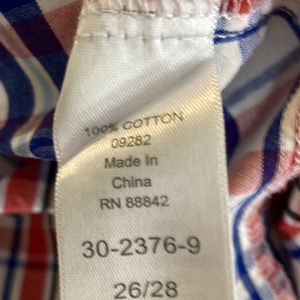 100% COTTON
09282
Made In
China
RN 88842
30-2376-9
26/28